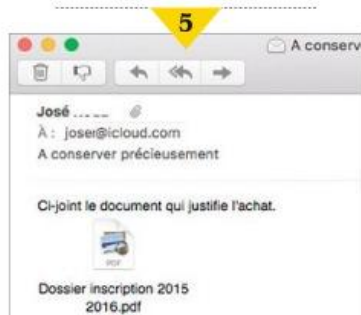 5
A conserv
José
À : joser@icloud.com
A conserver précieusement
Ci-joint le document qui justifie l'achat.
PDF
Dossier inscription 2015
2016.pdf